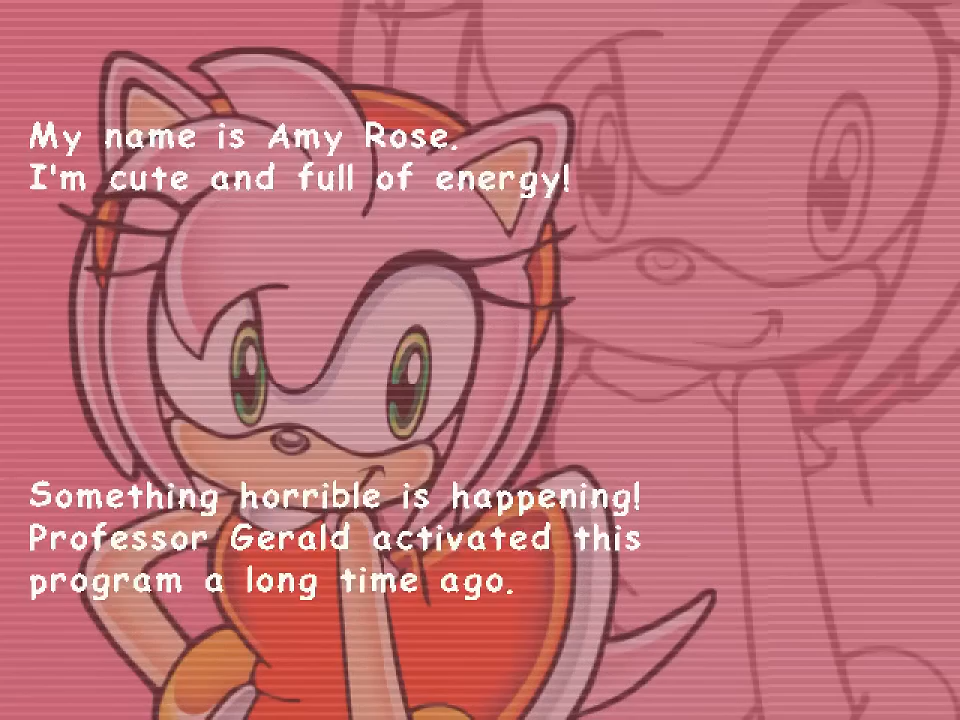 My name is Amy Rose.
I'm cute and full of energy!
Something horrible is happening!
Professor Gerald activated this
program a long time ago.